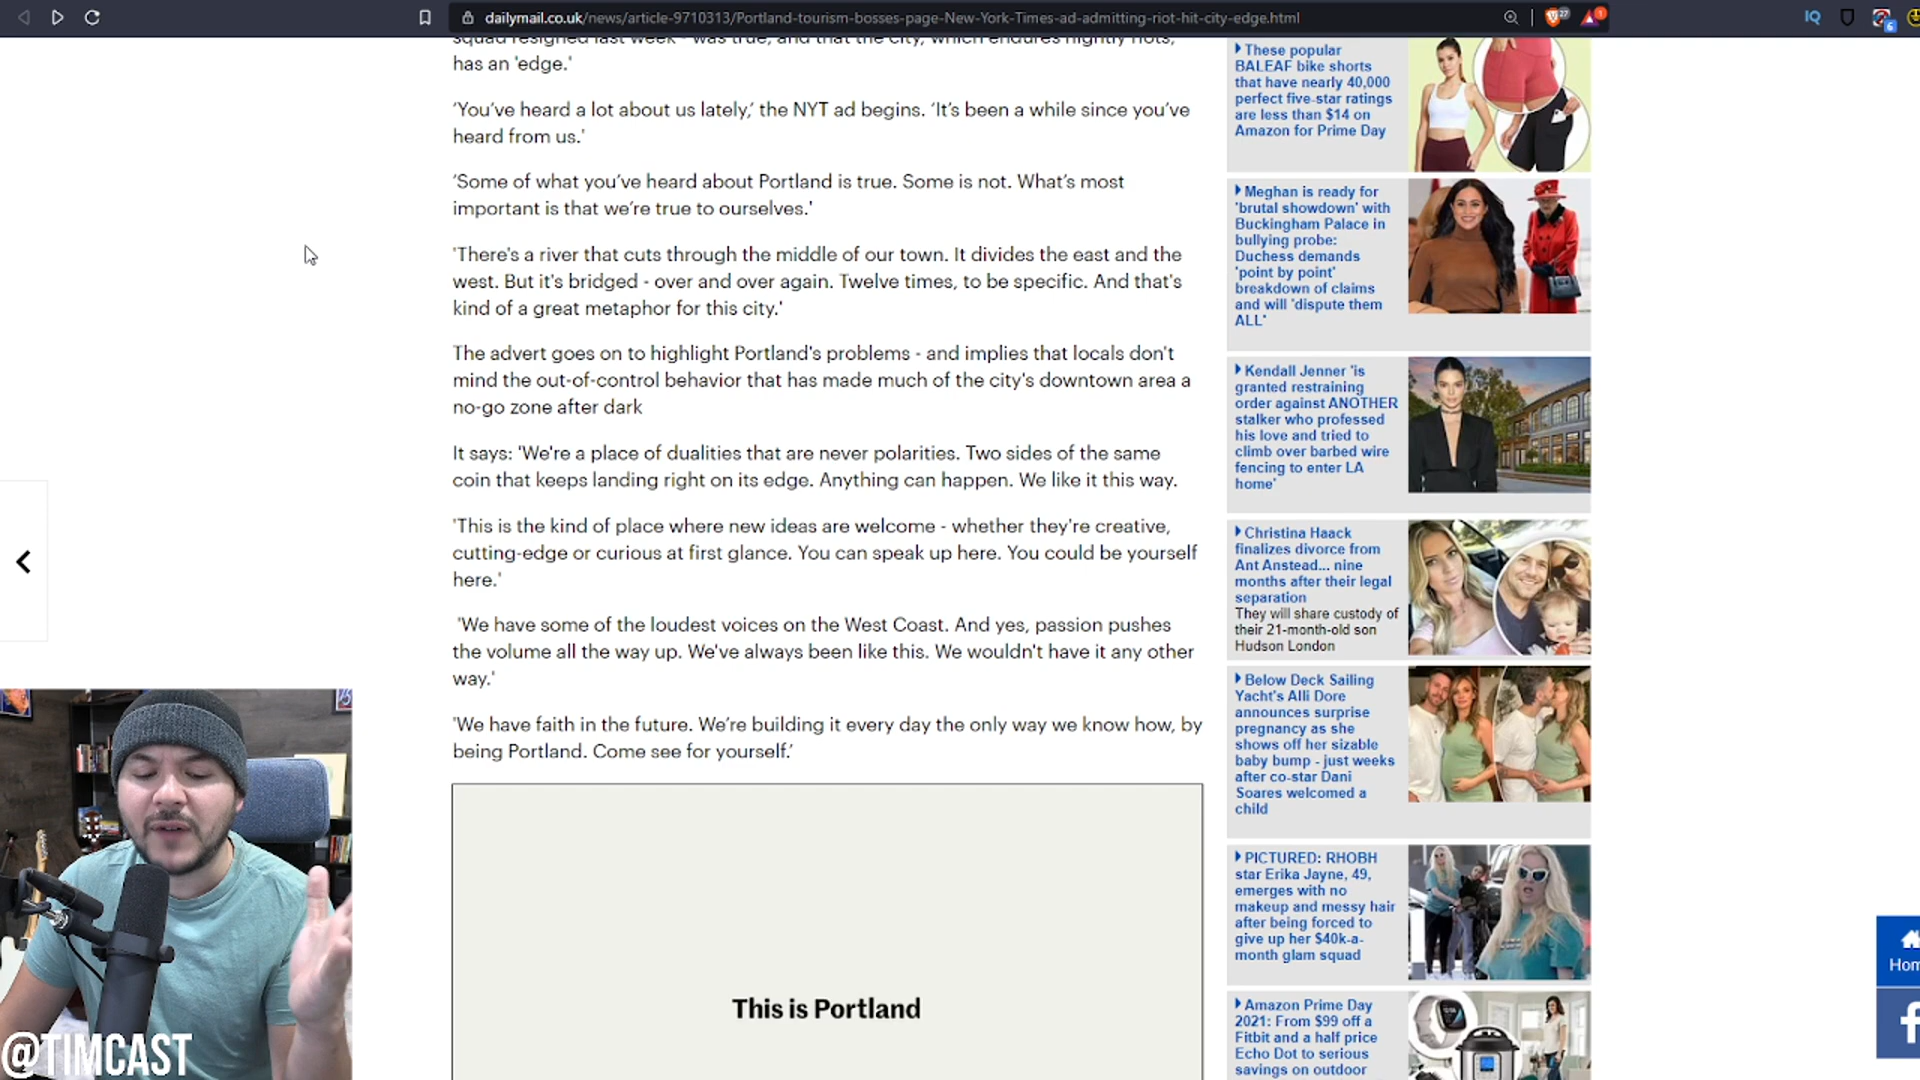 dailymail.co.uk/news/article-9710313/Portland-tourism-bosses-page-New-York-Times-ad-admitting-riot-hit-city-edge.html
27
1
IQ
6
squad resigned last week - was true, and that the city, which endures nightly riots,
has an 'edge.'
‘You’ve heard a lot about us lately,’ the NYT ad begins. ‘It’s been a while since you’ve
heard from us.'
‘Some of what you’ve heard about Portland is true. Some is not. What’s most
important is that we’re true to ourselves.'
'There's a river that cuts through the middle of our town. It divides the east and the
west. But it's bridged - over and over again. Twelve times, to be specific. And that's
kind of a great metaphor for this city.'
The advert goes on to highlight Portland's problems - and implies that locals don't
mind the out-of-control behavior that has made much of the city's downtown area a
no-go zone after dark
It says: 'We're a place of dualities that are never polarities. Two sides of the same
coin that keeps landing right on its edge. Anything can happen. We like it this way.
'This is the kind of place where new ideas are welcome - whether they're creative,
cutting-edge or curious at first glance. You can speak up here. You could be yourself
here.'
'We have some of the loudest voices on the West Coast. And yes, passion pushes
the volume all the way up. We've always been like this. We wouldn't have it any other
way.'
'We have faith in the future. We’re building it every day the only way we know how, by
being Portland. Come see for yourself.’
This is Portland
These popular
BALEAF bike shorts
that have nearly 40,000
perfect five-star ratings
are less than $14 on
Amazon for Prime Day
Meghan is ready for
'brutal showdown' with
Buckingham Palace in
bullying probe:
Duchess demands
'point by point'
breakdown of claims
and will 'dispute them
ALL'
Kendall Jenner 'is
granted restraining
order against ANOTHER
stalker who professed
his love and tried to
climb over barbed wire
fencing to enter LA
home'
Christina Haack
finalizes divorce from
Ant Anstead... nine
months after their legal
separation
They will share custody of
their 21-month-old son
Hudson London
Below Deck Sailing
Yacht's Alli Dore
announces surprise
pregnancy as she
shows off her sizable
baby bump - just weeks
after co-star Dani
Soares welcomed a
child
PICTURED: RHOBH
star Erika Jayne, 49,
emerges with no
makeup and messy hair
after being forced to
give up her $40k-a-
month glam squad
Amazon Prime Day
2021: From $99 off a
Fitbit and a half price
Echo Dot to serious
savings on outdoor
Hom
@TIMCAST